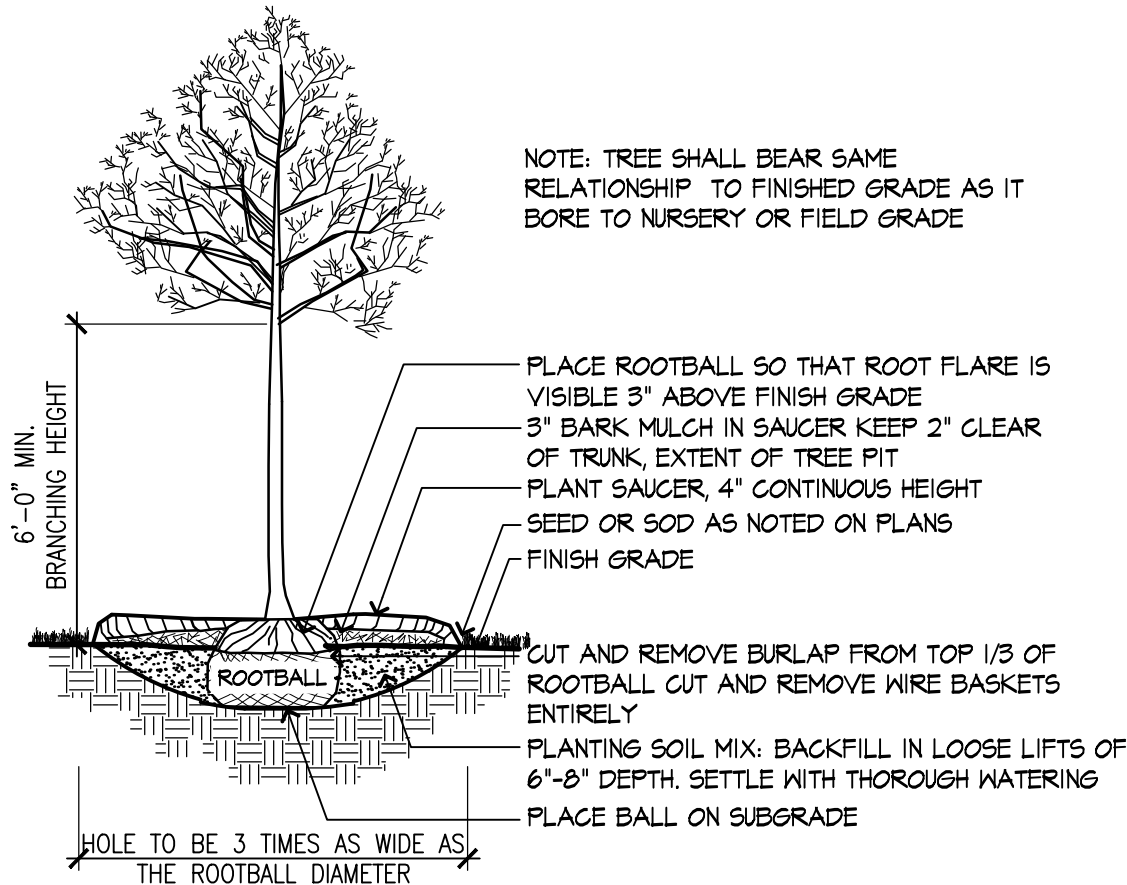 NOTE: TREE SHALL BEAR SAME
RELATIONSHIP TO FINISHED GRADE AS IT
BORE TO NURSERY OR FIELD GRADE
6'-0" MIN.
BRANCHING HEIGHT
PLACE ROOTBALL SO THAT ROOT FLARE IS
VISIBLE 3" ABOVE FINISH GRADE
3" BARK MULCH IN SAUCER KEEP 2" CLEAR
OF TRUNK, EXTENT OF TREE PIT
PLANT SAUCER, 4" CONTINUOUS HEIGHT
SEED OR SOD AS NOTED ON PLANS
FINISH GRADE
CUT AND REMOVE BURLAP FROM TOP 1/3 OF
ROOTBALL CUT AND REMOVE WIRE BASKETS
ENTIRELY
ROOTBALL
PLANTING SOIL MIX: BACKFILL IN LOOSE LIFTS OF
6"-8" DEPTH. SETTLE WITH THOROUGH WATERING
PLACE BALL ON SUBGRADE
HOLE TO BE 3 TIMES AS WIDE AS
THE ROOTBALL DIAMETER